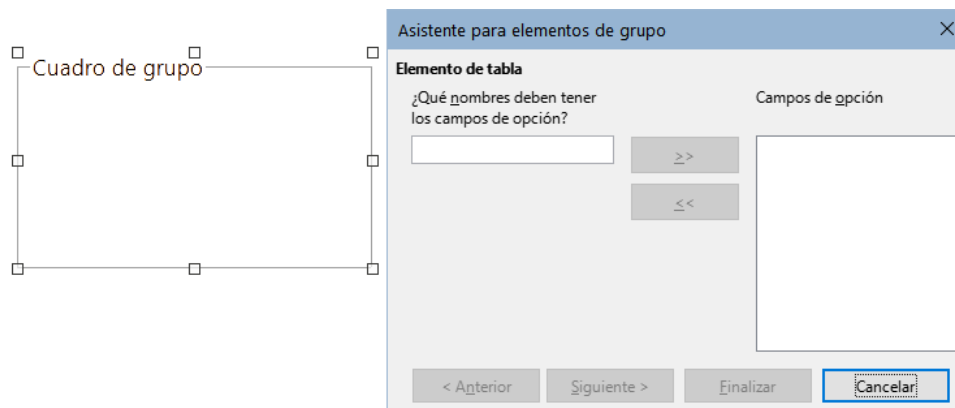 Cuadro de grupo
Asistente para elementos de grupo
Elemento de tabla
¿Qué nombres deben tener
los campos de opción?
Campos de opción
>>
<<
< Anterior
Siguiente >
Finalizar
Cancelar